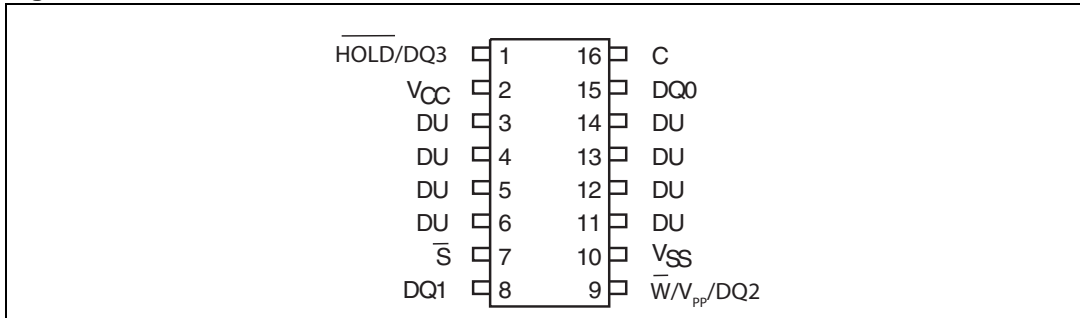 H̅O̅L̅D̅/DQ3 1 16 C
VCC 2 15 DQ0
DU 3 14 DU
DU 4 13 DU
DU 5 12 DU
DU 6 11 DU
S̅ 7 10 VSS
DQ1 8 9 W̅/VPP/DQ2